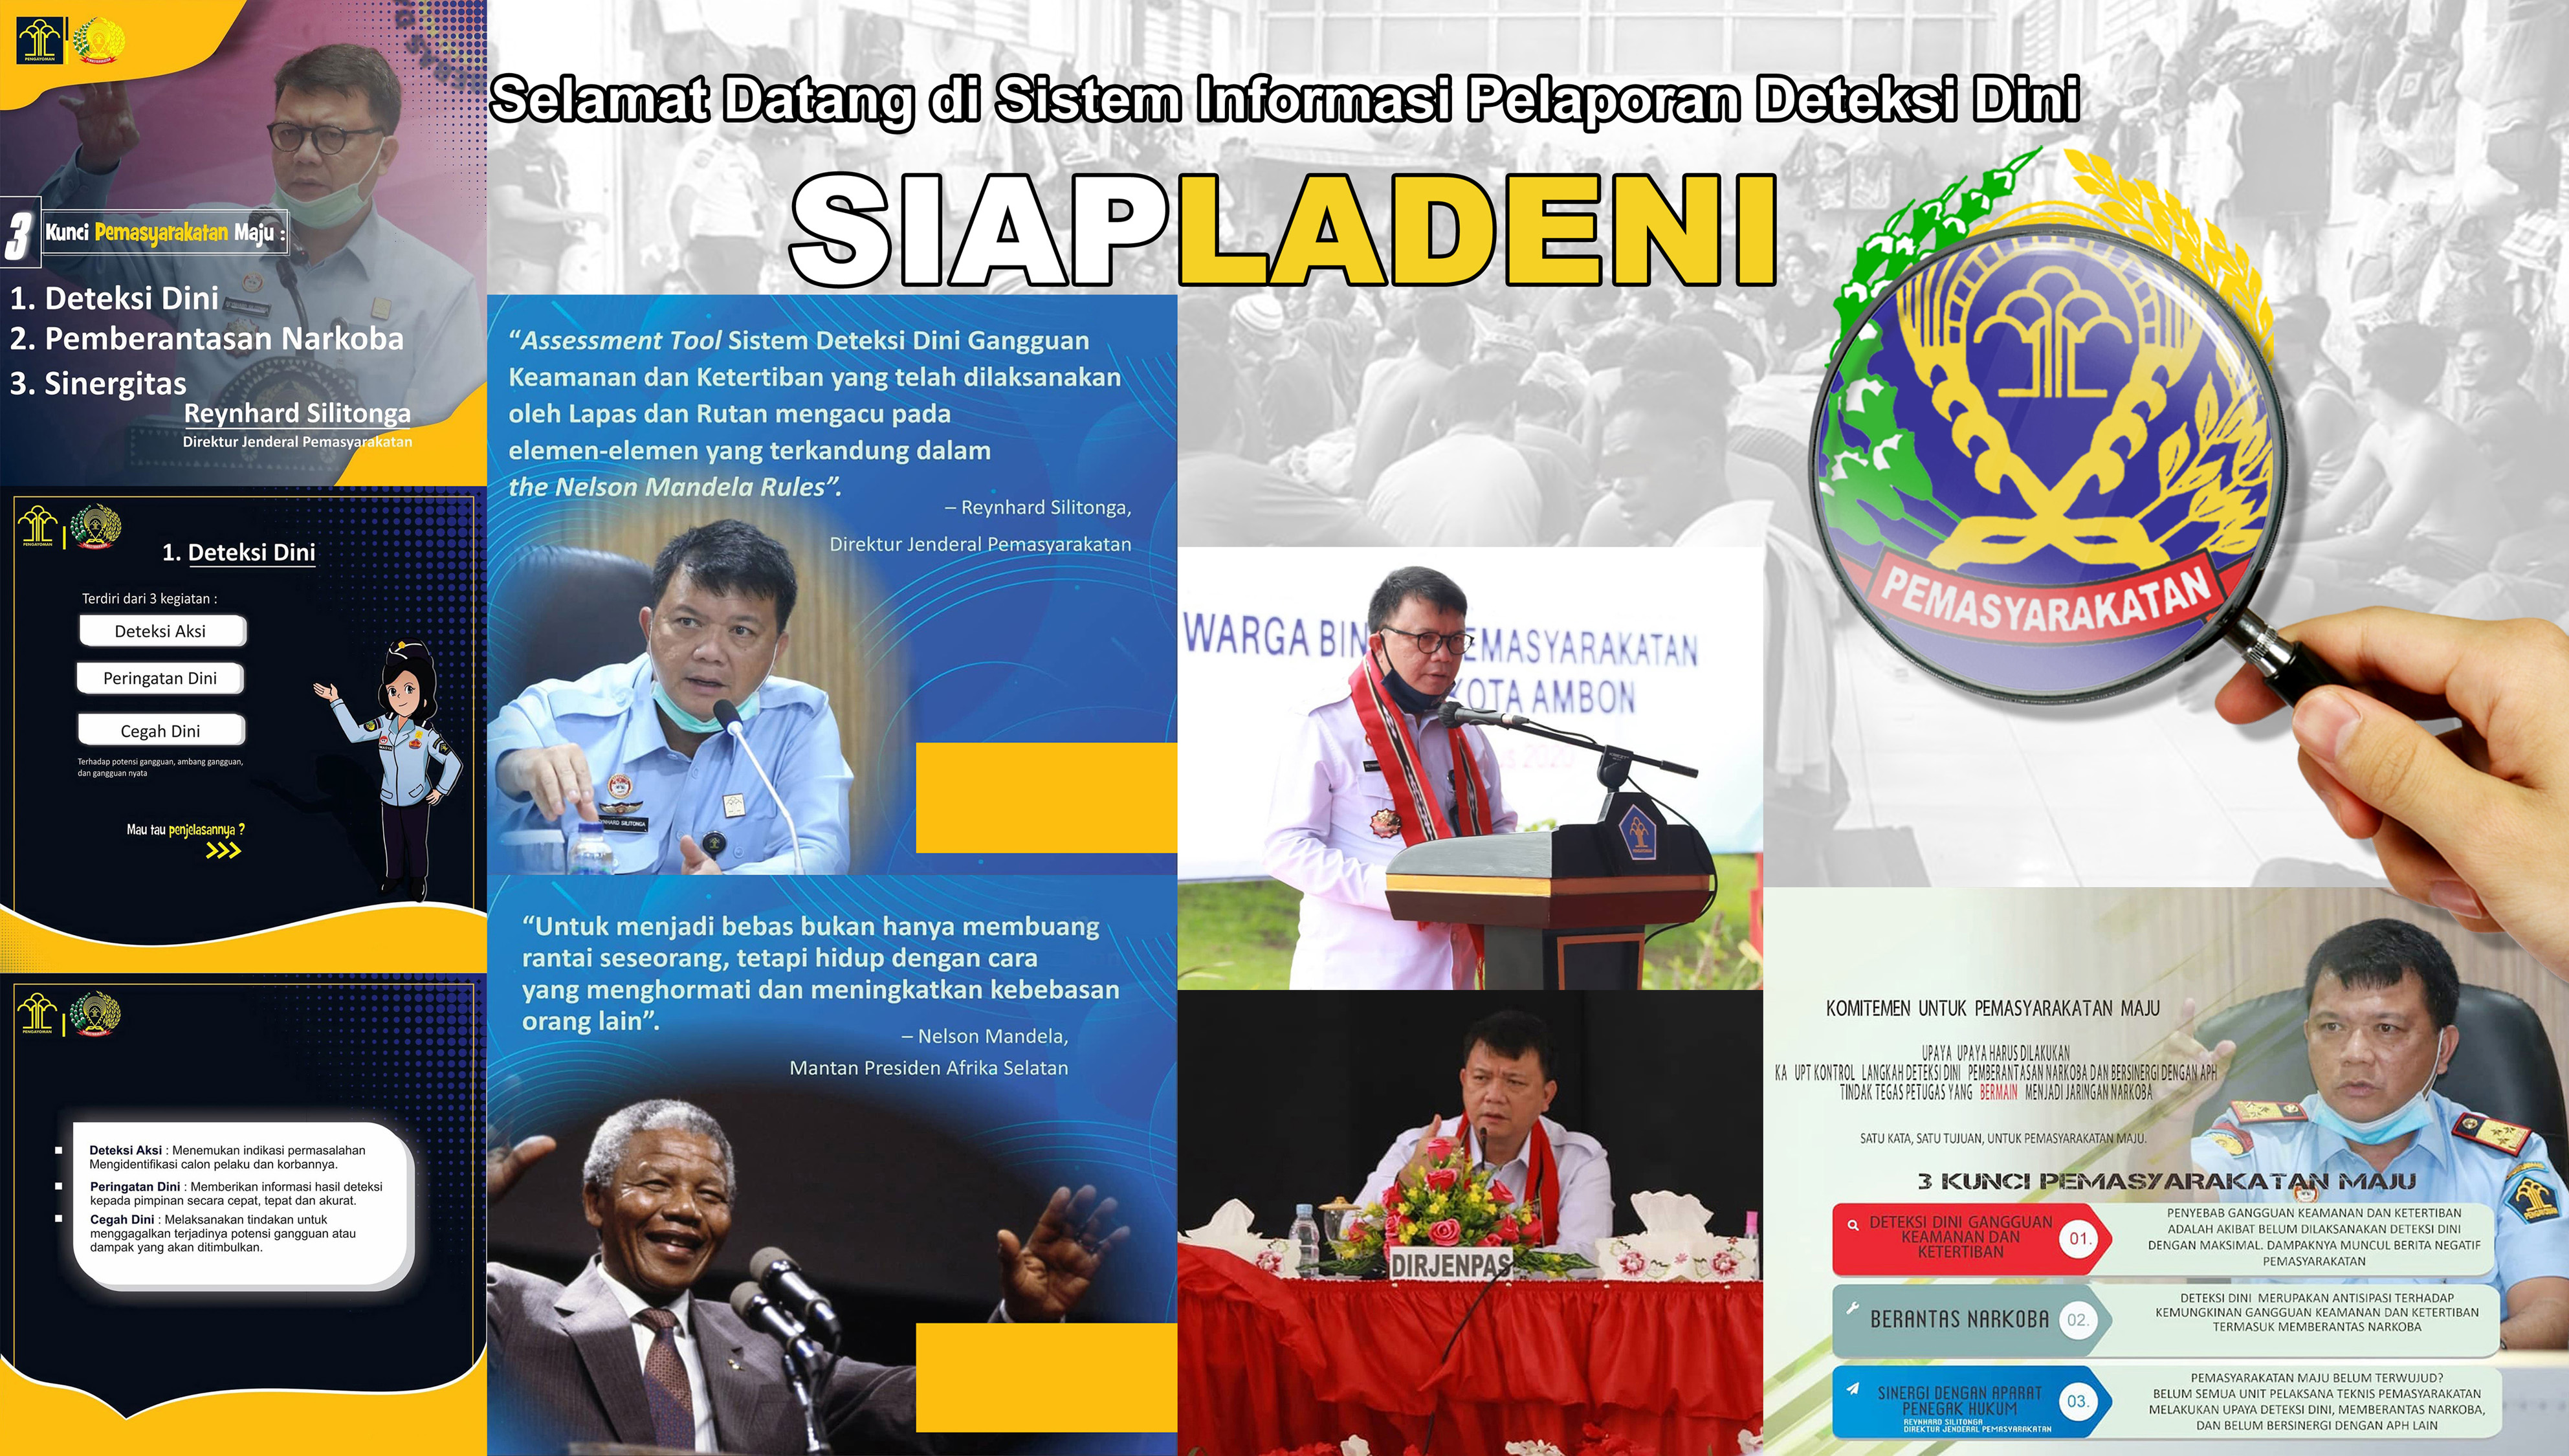 Selamat Datang di Sistem Informasi Pelaporan Deteksi Dini
SIAPLADENI
PENGAYOMAN
3 Kunci Pemasyarakatan Maju :
1. Deteksi Dini
2. Pemberantasan Narkoba
3. Sinergitas
Reynhard Silitonga
Direktur Jenderal Pemasyarakatan
PENGAYOMAN
1. Deteksi Dini
Terdiri dari 3 kegiatan :
Deteksi Aksi
Peringatan Dini
Cegah Dini
Terhadap potensi gangguan, ambang gangguan,
dan gangguan nyata
Mau tau penjelasannya ?
PENGAYOMAN
Deteksi Aksi : Menemukan indikasi permasalahan
Mengidentifikasi calon pelaku dan korbannya.
Peringatan Dini : Memberikan informasi hasil deteksi
kepada pimpinan secara cepat, tepat dan akurat.
Cegah Dini : Melaksanakan tindakan untuk
menggagalkan terjadinya potensi gangguan atau
dampak yang akan ditimbulkan.
“Assessment Tool Sistem Deteksi Dini Gangguan
Keamanan dan Ketertiban yang telah dilaksanakan
oleh Lapas dan Rutan mengacu pada
elemen-elemen yang terkandung dalam
the Nelson Mandela Rules”.
– Reynhard Silitonga,
Direktur Jenderal Pemasyarakatan
“Untuk menjadi bebas bukan hanya membuang
rantai seseorang, tetapi hidup dengan cara
yang menghormati dan meningkatkan kebebasan
orang lain”.
– Nelson Mandela,
Mantan Presiden Afrika Selatan
WARGA BIN EMASYARAKATAN
KOTA AMBON
2020
DIRJENPAS
PEMASYARAKATAN
KOMITEMEN UNTUK PEMASYARAKATAN MAJU
UPAYA UPAYA HARUS DILAKUKAN
KA UPT KONTROL LANGKAH DETEKSI DINI PEMBERANTASAN NARKOBA DAN BERSINERGI DENGAN APH
TINDAK TEGAS PETUGAS YANG BERMAIN MENJADI JARINGAN NARKOBA
SATU KATA, SATU TUJUAN, UNTUK PEMASYARAKATAN MAJU.
3 KUNCI PEMASYARAKATAN MAJU
DETEKSI DINI GANGGUAN
KEAMANAN DAN
KETERTIBAN
01.
PENYEBAB GANGGUAN KEAMANAN DAN KETERTIBAN
ADALAH AKIBAT BELUM DILAKSANAKAN DETEKSI DINI
DENGAN MAKSIMAL. DAMPAKNYA MUNCUL BERITA NEGATIF
PEMASYARAKATAN
BERANTAS NARKOBA
02.
DETEKSI DINI MERUPAKAN ANTISIPASI TERHADAP
KEMUNGKINAN GANGGUAN KEAMANAN DAN KETERTIBAN
TERMASUK MEMBERANTAS NARKOBA
SINERGI DENGAN APARAT
PENEGAK HUKUM
REYNHARD SILITONGA
DIREKTUR JENDERAL PEMASYARAKATAN
03.
PEMASYARAKATAN MAJU BELUM TERWUJUD?
BELUM SEMUA UNIT PELAKSANA TEKNIS PEMASYARAKATAN
MELAKUKAN UPAYA DETEKSI DINI, MEMBERANTAS NARKOBA,
DAN BELUM BERSINERGI DENGAN APH LAIN